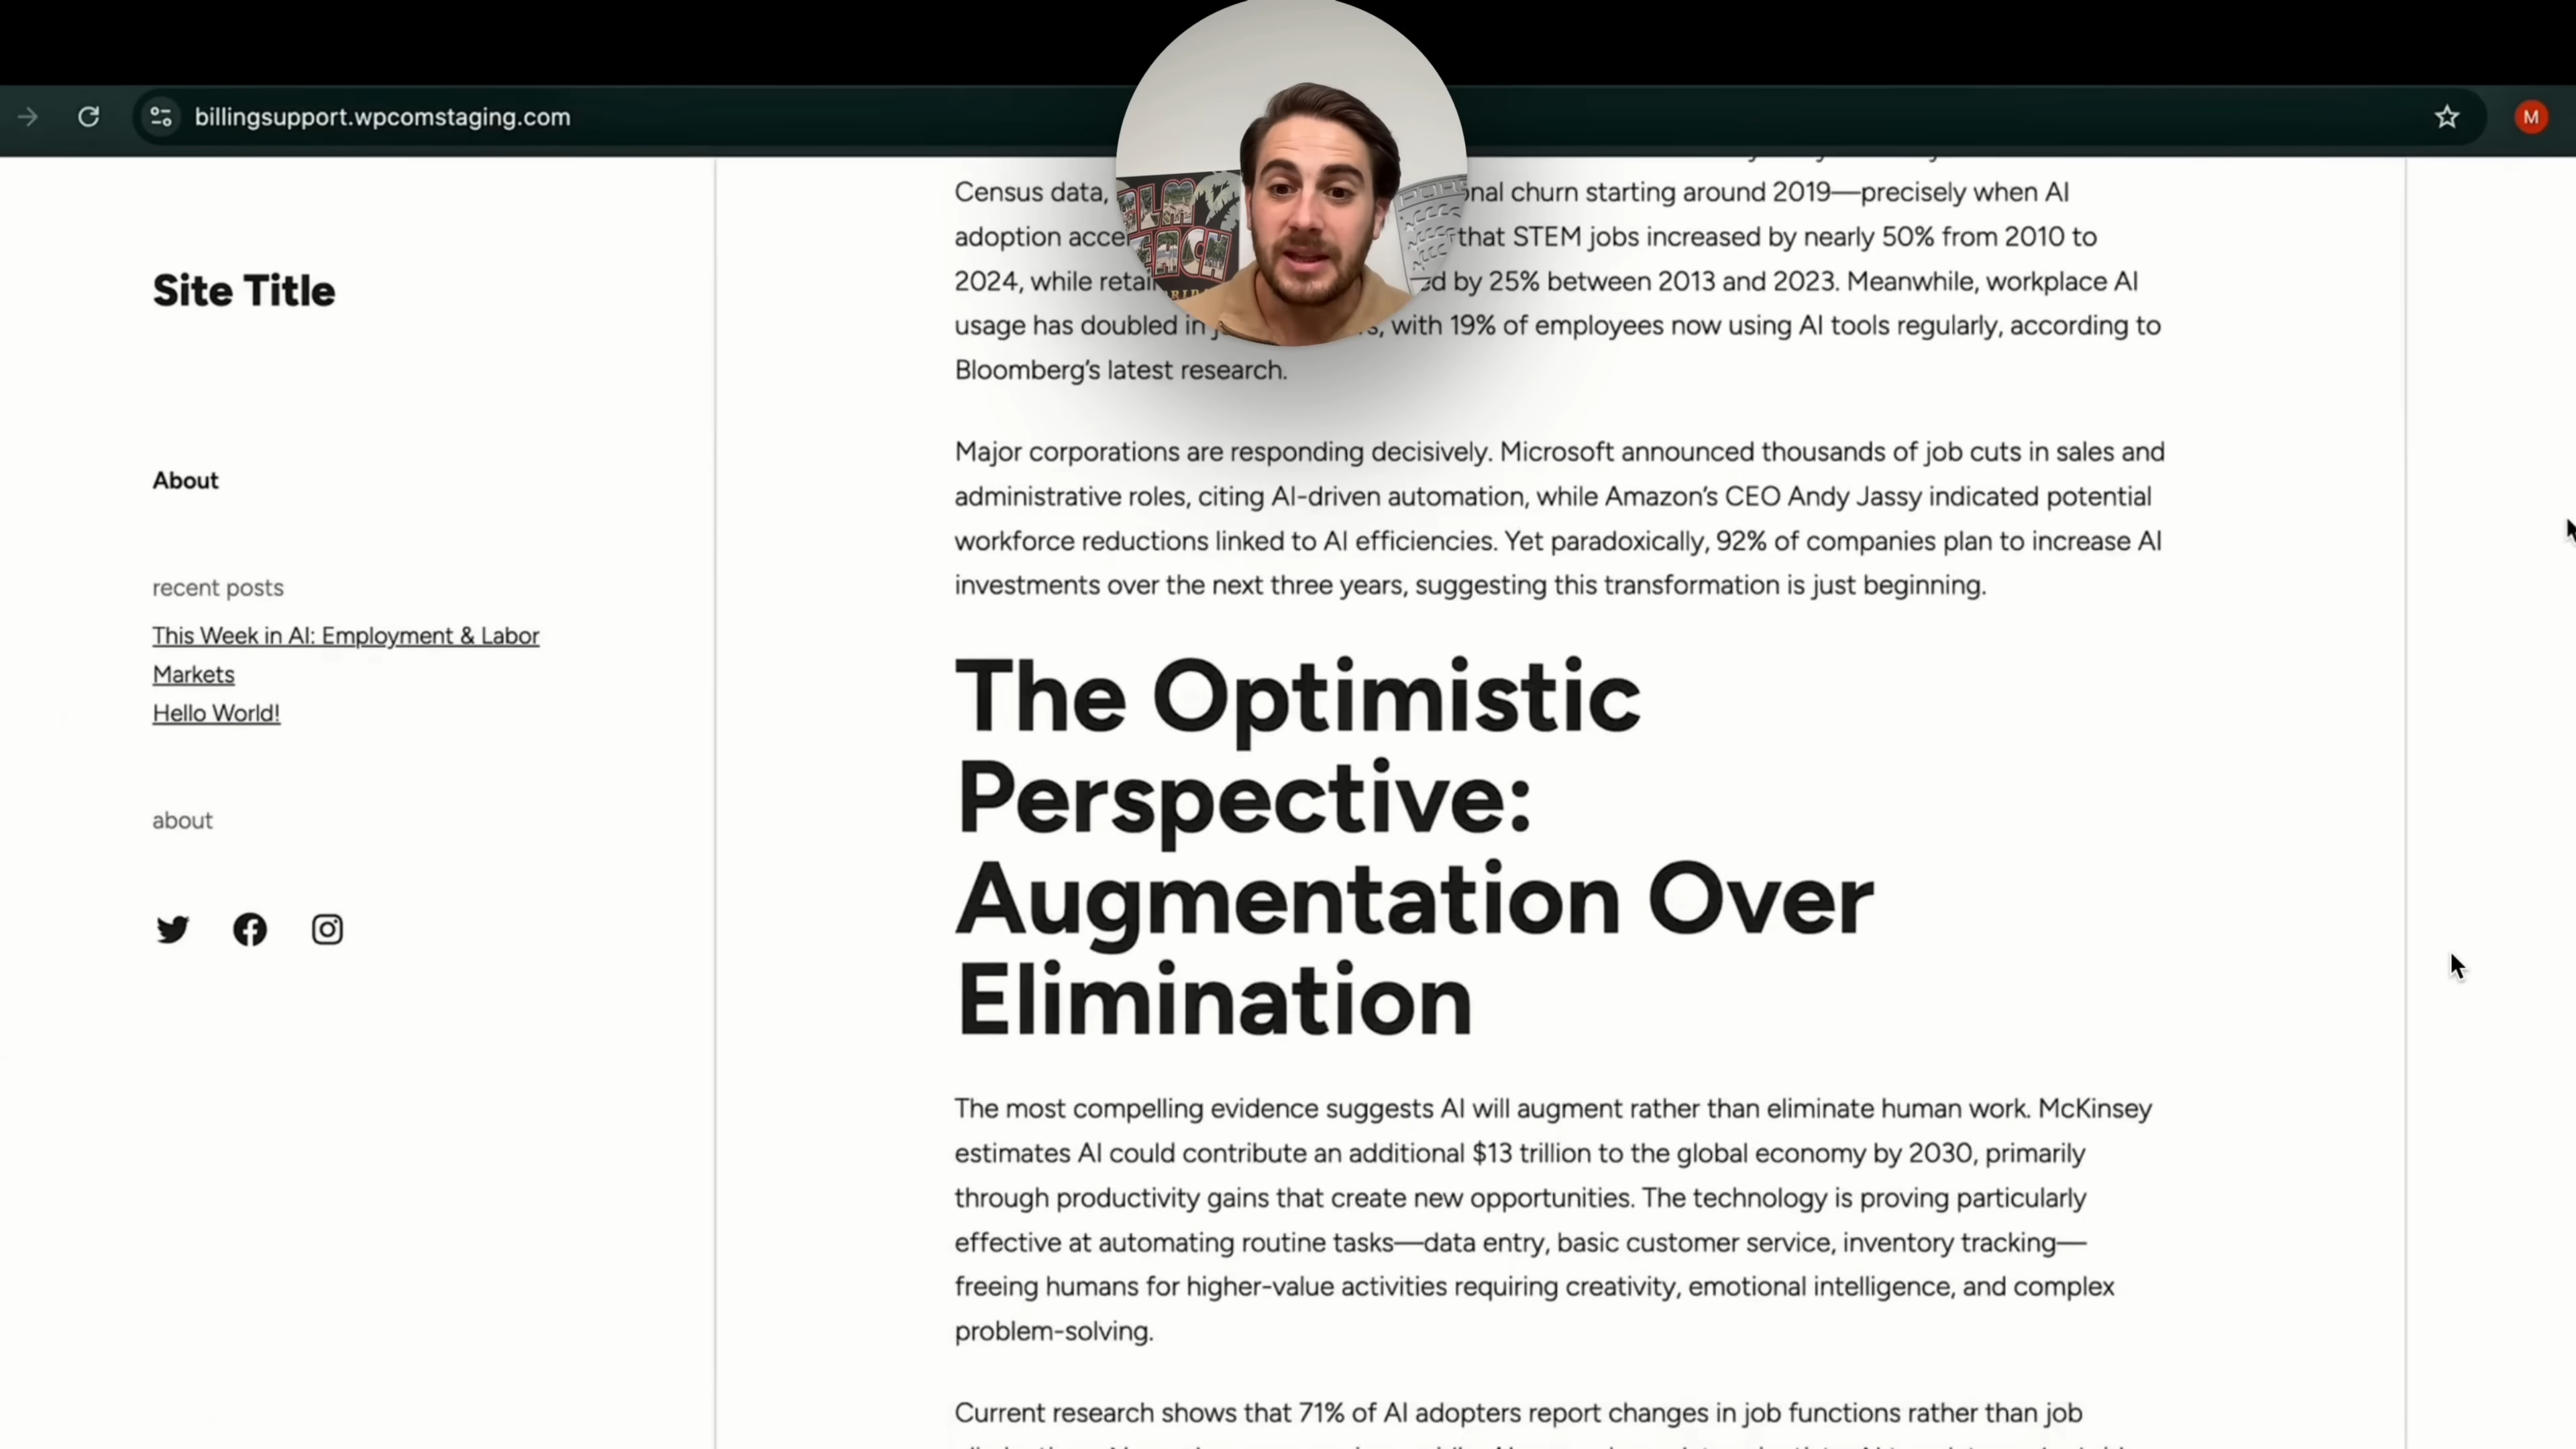 billingsupport.wpcomstaging.com
M
Site Title
About
recent posts
This Week in AI: Employment & Labor
Markets
Hello World!
about
Census data, nal churn starting around 2019—precisely when AI
adoption acce that STEM jobs increased by nearly 50% from 2010 to
2024, while retai d by 25% between 2013 and 2023. Meanwhile, workplace AI
usage has doubled in with 19% of employees now using AI tools regularly, according to
Bloomberg's latest research.
Major corporations are responding decisively. Microsoft announced thousands of job cuts in sales and
administrative roles, citing AI-driven automation, while Amazon's CEO Andy Jassy indicated potential
workforce reductions linked to AI efficiencies. Yet paradoxically, 92% of companies plan to increase AI
investments over the next three years, suggesting this transformation is just beginning.
The Optimistic
Perspective:
Augmentation Over
Elimination
The most compelling evidence suggests AI will augment rather than eliminate human work. McKinsey
estimates AI could contribute an additional $13 trillion to the global economy by 2030, primarily
through productivity gains that create new opportunities. The technology is proving particularly
effective at automating routine tasks—data entry, basic customer service, inventory tracking—
freeing humans for higher-value activities requiring creativity, emotional intelligence, and complex
problem-solving.
Current research shows that 71% of AI adopters report changes in job functions rather than job